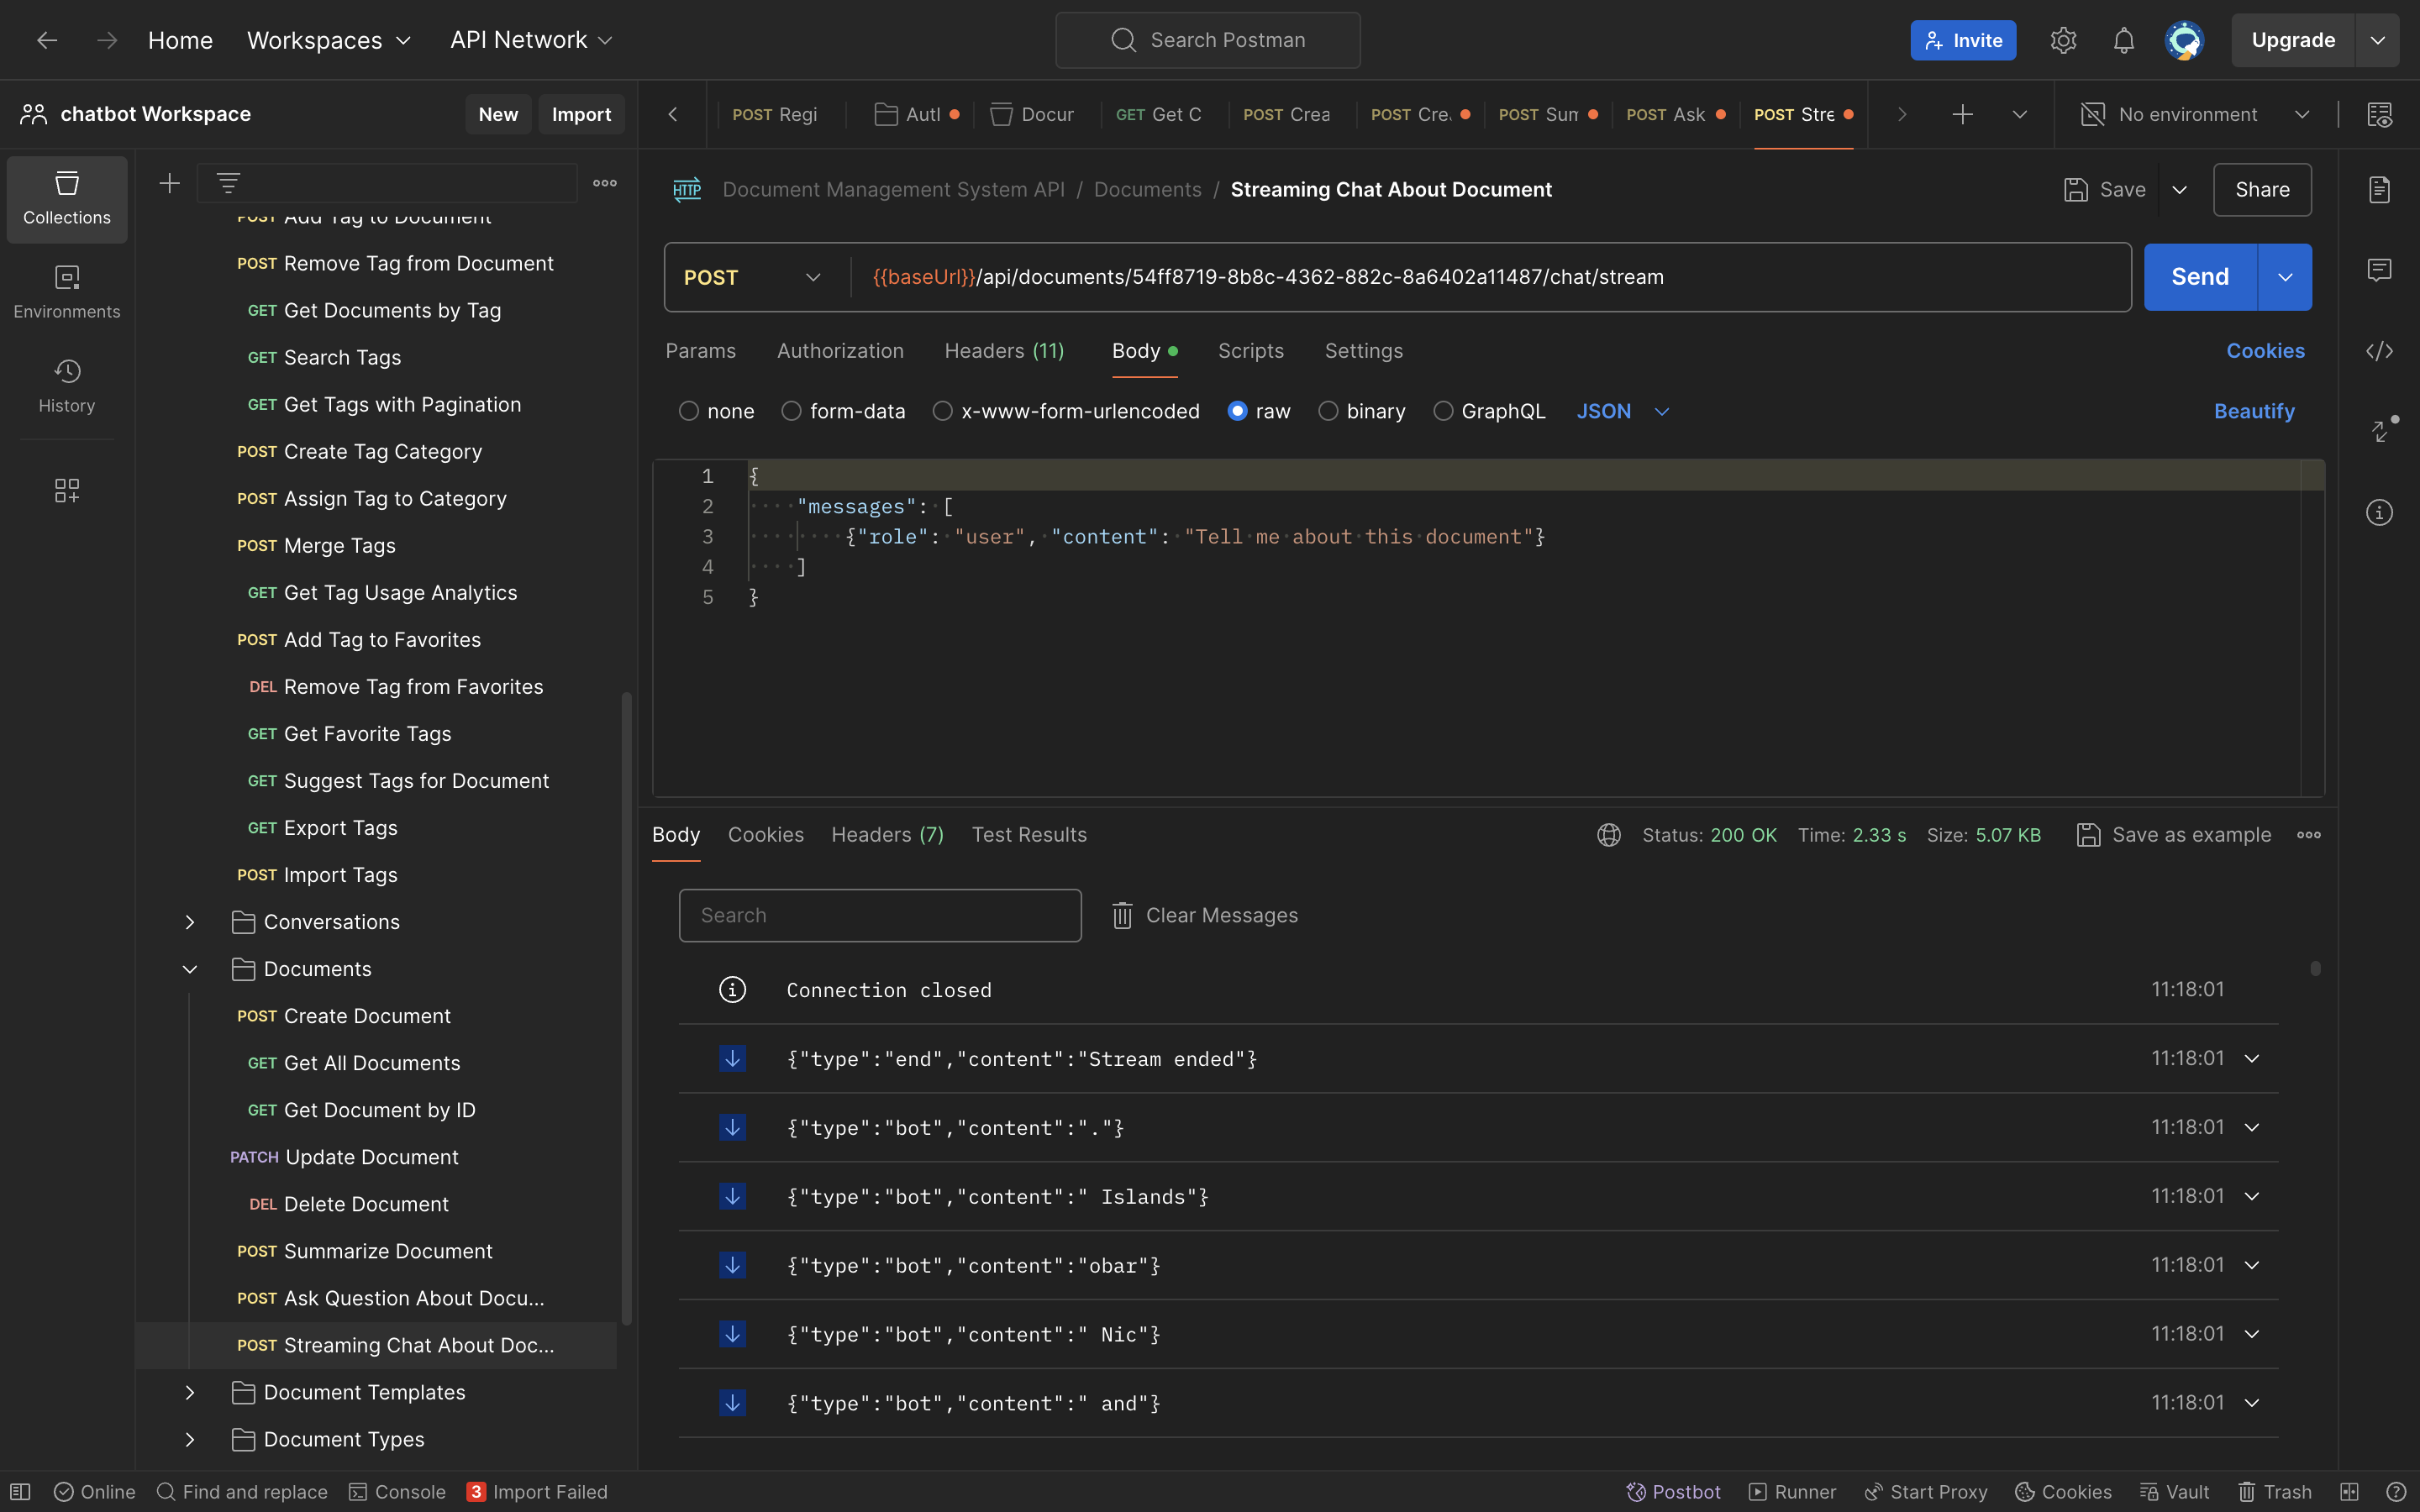 Home Workspaces API Network Search Postman Invite Upgrade
chatbot Workspace New Import
POST Regi Autl Docur GET Get C POST Crea POST Cre. POST Sum POST Ask POST Stre No environment
Collections
Environments
History
POST Add Tag to Document
POST Remove Tag from Document
GET Get Documents by Tag
GET Search Tags
GET Get Tags with Pagination
POST Create Tag Category
POST Assign Tag to Category
POST Merge Tags
GET Get Tag Usage Analytics
POST Add Tag to Favorites
DEL Remove Tag from Favorites
GET Get Favorite Tags
GET Suggest Tags for Document
GET Export Tags
POST Import Tags
Conversations
Documents
POST Create Document
GET Get All Documents
GET Get Document by ID
PATCH Update Document
DEL Delete Document
POST Summarize Document
POST Ask Question About Docu...
POST Streaming Chat About Doc...
Document Templates
Document Types
HTTP Document Management System API / Documents / Streaming Chat About Document Save Share
POST {{baseUrl}}/api/documents/54ff8719-8b8c-4362-882c-8a6402a11487/chat/stream Send
Params Authorization Headers (11) Body Scripts Settings Cookies
none form-data x-www-form-urlencoded raw binary GraphQL JSON Beautify
1 {
2 "messages": [
3 {"role": "user", "content": "Tell me about this document"}
4 ]
5 }
Body Cookies Headers (7) Test Results Status: 200 OK Time: 2.33 s Size: 5.07 KB Save as example
Search Clear Messages
Connection closed 11:18:01
{"type":"end","content":"Stream ended"} 11:18:01
{"type":"bot","content":"."} 11:18:01
{"type":"bot","content":" Islands"} 11:18:01
{"type":"bot","content":"obar"} 11:18:01
{"type":"bot","content":" Nic"} 11:18:01
{"type":"bot","content":" and"} 11:18:01
Online Find and replace Console 3 Import Failed Postbot Runner Start Proxy Cookies Vault Trash